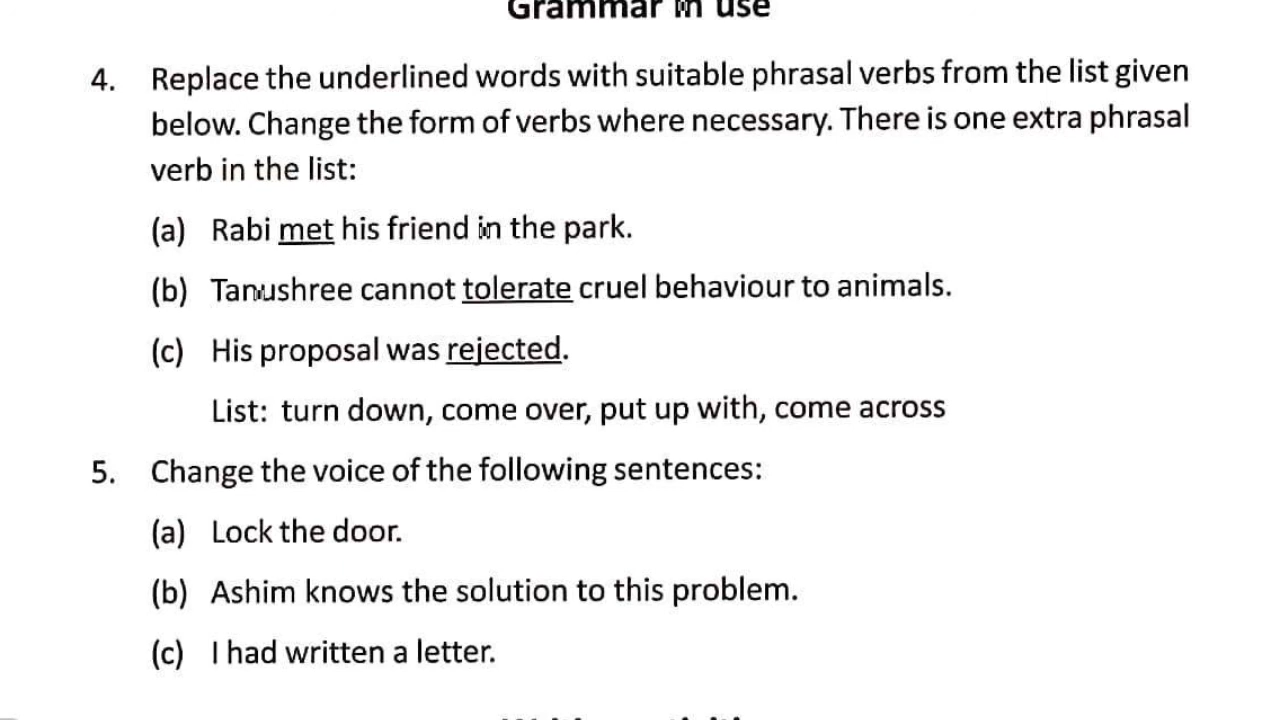 Grammar in use
4. Replace the underlined words with suitable phrasal verbs from the list given
below. Change the form of verbs where necessary. There is one extra phrasal
verb in the list:
(a) Rabi met his friend in the park.
(b) Tanushree cannot tolerate cruel behaviour to animals.
(c) His proposal was rejected.
List: turn down, come over, put up with, come across
5. Change the voice of the following sentences:
(a) Lock the door.
(b) Ashim knows the solution to this problem.
(c) I had written a letter.